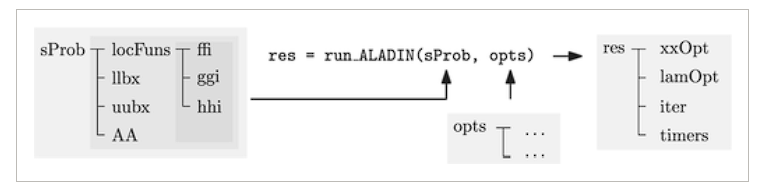 sProb locFuns ffi
llbx ggi
uubx hhi
AA
res = run_ALADIN(sProb, opts)
opts ...
...
res xxOpt
lamOpt
iter
timers